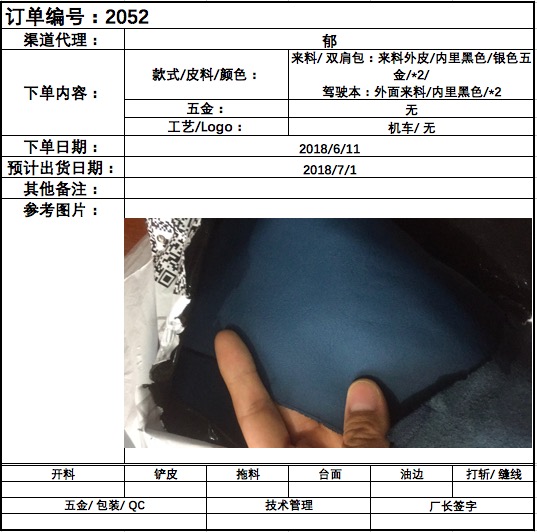 订单编号：2052
渠道代理： 郁
下单内容：
款式/皮料/颜色：
来料/ 双肩包：来料外皮/内里黑色/银色五
金/*2/
驾驶本：外面来料/内里黑色/*2
五金： 无
工艺/Logo： 机车/ 无
下单日期： 2018/6/11
预计出货日期： 2018/7/1
其他备注：
参考图片：
开料 铲皮 拖料 台面 油边 打斩/ 缝线
五金/ 包装/ QC 技术管理 厂长签字